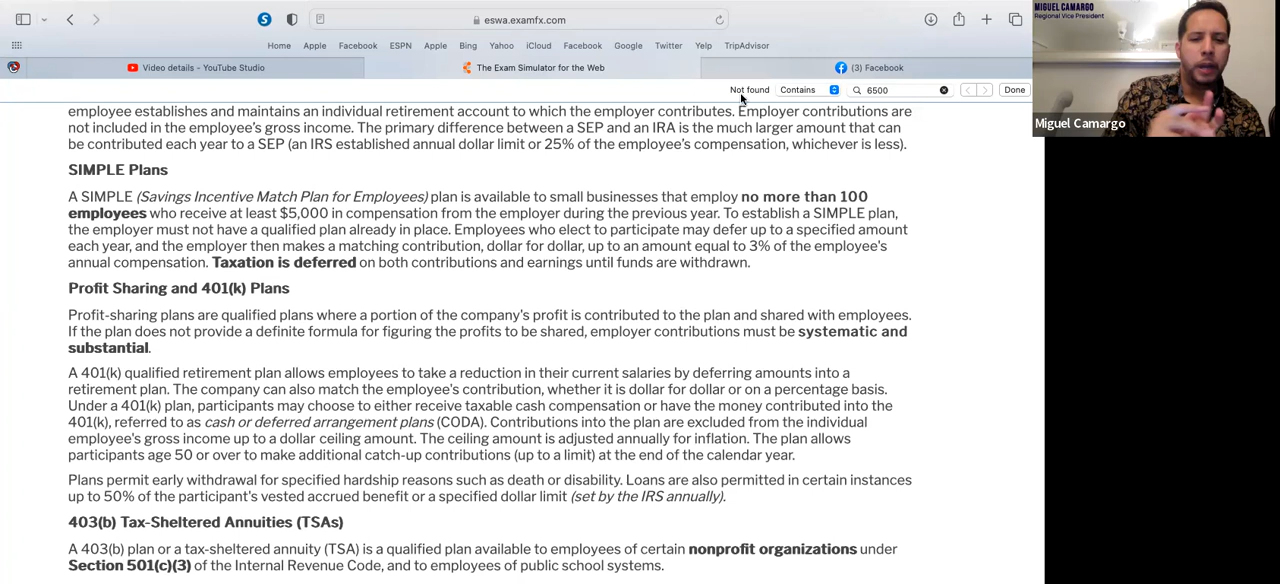 eswa.examfx.com
MIGUEL CAMARGO
Regional Vice President
Home Apple Facebook ESPN Apple Bing Yahoo iCloud Facebook Google Twitter Yelp TripAdvisor
Video details - YouTube Studio The Exam Simulator for the Web (3) Facebook
Not found Contains 6500 Done
Miguel Camargo
employee establishes and maintains an individual retirement account to which the employer contributes. Employer contributions are
not included in the employee's gross income. The primary difference between a SEP and an IRA is the much larger amount that can
be contributed each year to a SEP (an IRS established annual dollar limit or 25% of the employee's compensation, whichever is less).
SIMPLE Plans
A SIMPLE (Savings Incentive Match Plan for Employees) plan is available to small businesses that employ no more than 100
employees who receive at least $5,000 in compensation from the employer during the previous year. To establish a SIMPLE plan,
the employer must not have a qualified plan already in place. Employees who elect to participate may defer up to a specified amount
each year, and the employer then makes a matching contribution, dollar for dollar, up to an amount equal to 3% of the employee's
annual compensation. Taxation is deferred on both contributions and earnings until funds are withdrawn.
Profit Sharing and 401(k) Plans
Profit-sharing plans are qualified plans where a portion of the company's profit is contributed to the plan and shared with employees.
If the plan does not provide a definite formula for figuring the profits to be shared, employer contributions must be systematic and
substantial.
A 401(k) qualified retirement plan allows employees to take a reduction in their current salaries by deferring amounts into a
retirement plan. The company can also match the employee's contribution, whether it is dollar for dollar or on a percentage basis.
Under a 401(k) plan, participants may choose to either receive taxable cash compensation or have the money contributed into the
401(k), referred to as cash or deferred arrangement plans (CODA). Contributions into the plan are excluded from the individual
employee's gross income up to a dollar ceiling amount. The ceiling amount is adjusted annually for inflation. The plan allows
participants age 50 or over to make additional catch-up contributions (up to a limit) at the end of the calendar year.
Plans permit early withdrawal for specified hardship reasons such as death or disability. Loans are also permitted in certain instances
up to 50% of the participant's vested accrued benefit or a specified dollar limit (set by the IRS annually).
403(b) Tax-Sheltered Annuities (TSAs)
A 403(b) plan or a tax-sheltered annuity (TSA) is a qualified plan available to employees of certain nonprofit organizations under
Section 501(c)(3) of the Internal Revenue Code, and to employees of public school systems.